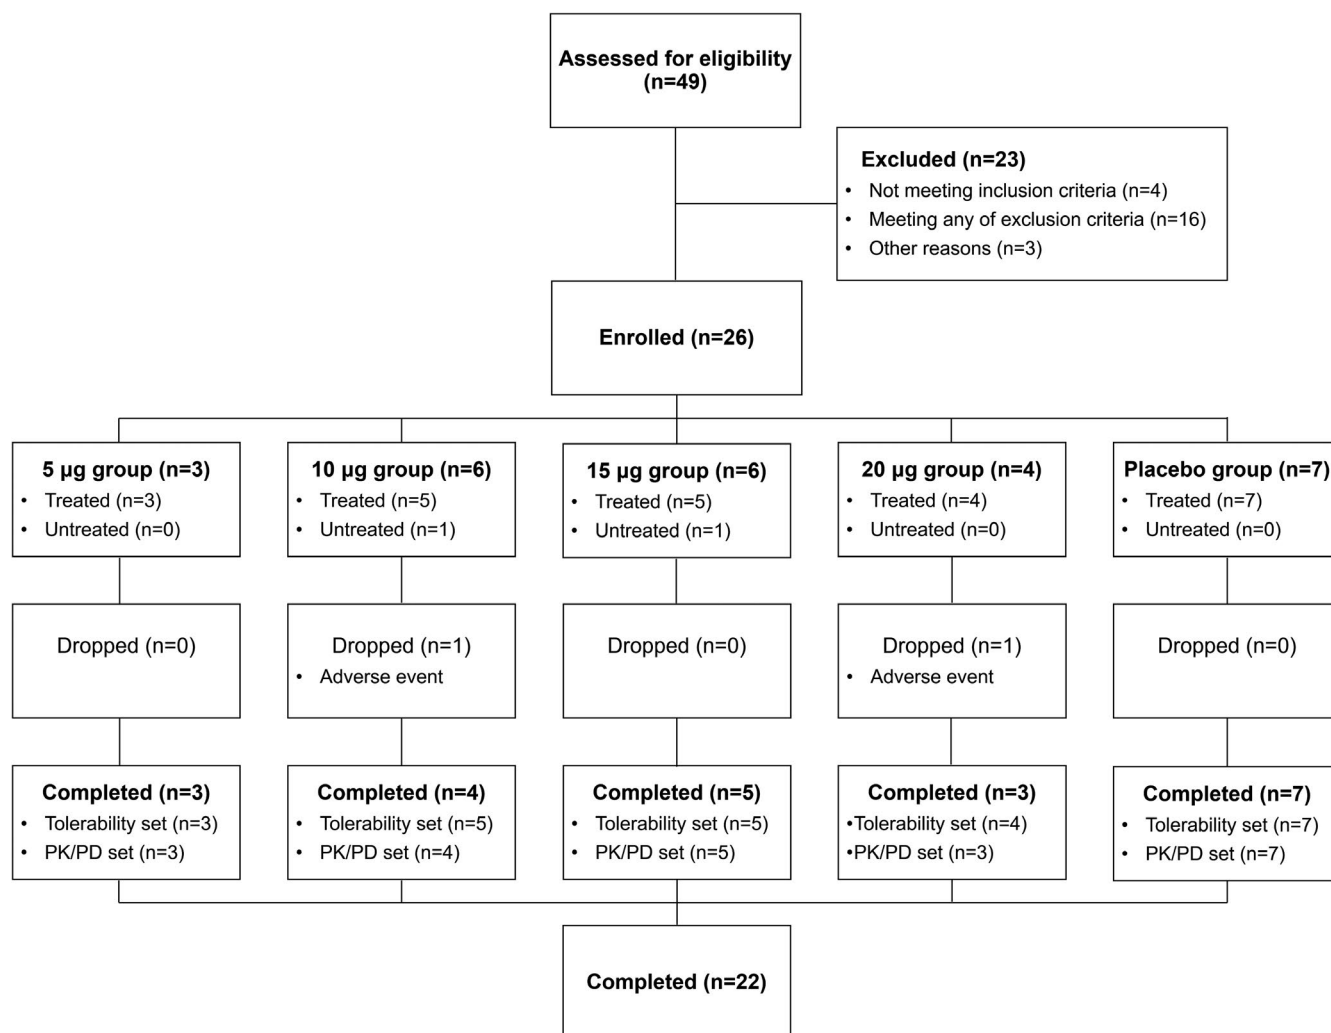 Assessed for eligibility
(n=49)
Excluded (n=23)
• Not meeting inclusion criteria (n=4)
• Meeting any of exclusion criteria (n=16)
• Other reasons (n=3)
Enrolled (n=26)
5 µg group (n=3)
• Treated (n=3)
• Untreated (n=0)
10 µg group (n=6)
• Treated (n=5)
• Untreated (n=1)
15 µg group (n=6)
• Treated (n=5)
• Untreated (n=1)
20 µg group (n=4)
• Treated (n=4)
• Untreated (n=0)
Placebo group (n=7)
• Treated (n=7)
• Untreated (n=0)
Dropped (n=0)
Dropped (n=1)
• Adverse event
Dropped (n=0)
Dropped (n=1)
• Adverse event
Dropped (n=0)
Completed (n=3)
• Tolerability set (n=3)
• PK/PD set (n=3)
Completed (n=4)
• Tolerability set (n=5)
• PK/PD set (n=4)
Completed (n=5)
• Tolerability set (n=5)
• PK/PD set (n=5)
Completed (n=3)
•Tolerability set (n=4)
•PK/PD set (n=3)
Completed (n=7)
• Tolerability set (n=7)
• PK/PD set (n=7)
Completed (n=22)